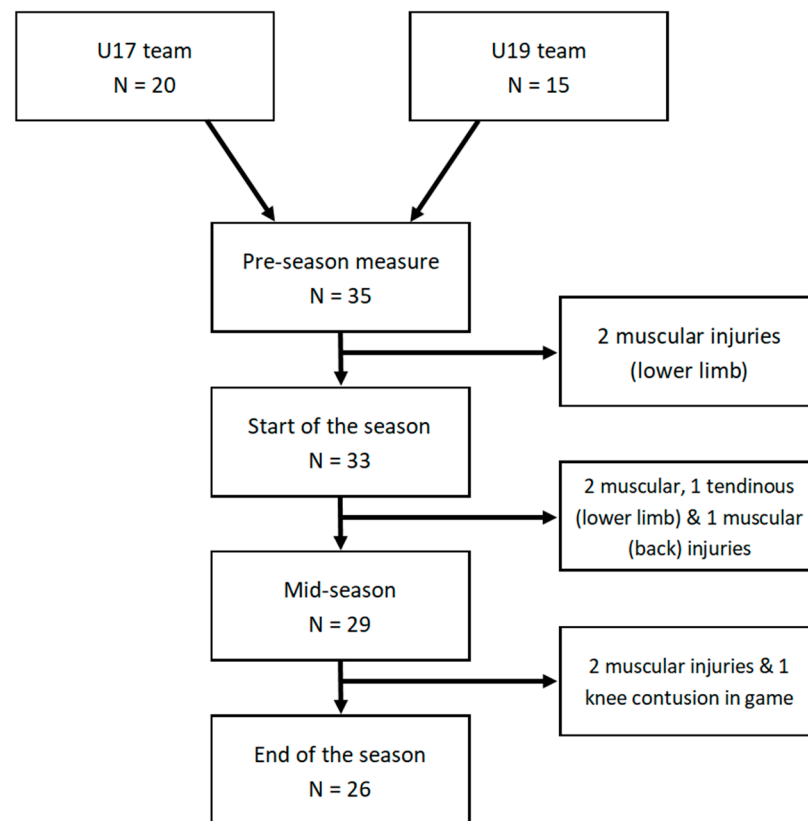 U17 team
N = 20
U19 team
N = 15
Pre-season measure
N = 35
2 muscular injuries
(lower limb)
Start of the season
N = 33
2 muscular, 1 tendinous
(lower limb) & 1 muscular
(back) injuries
Mid-season
N = 29
2 muscular injuries & 1
knee contusion in game
End of the season
N = 26